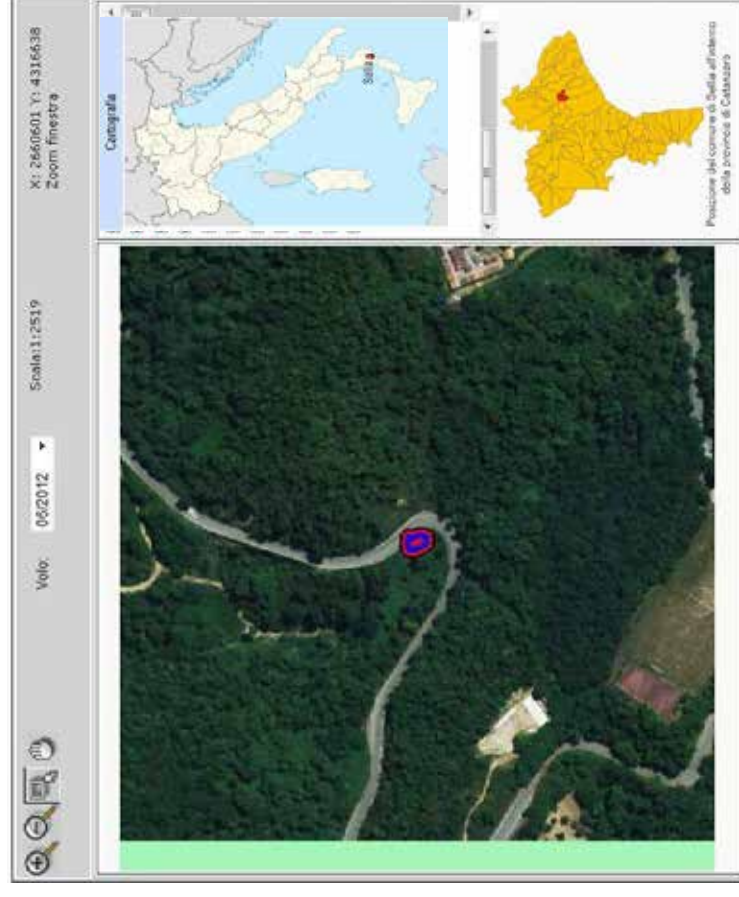 Volo: 06/2012
Scala:1:2519
X: 2660601 Y: 4316638
Zoom finestra
Cartografia
Sellia
Posizione del comune di Sellia all'interno
della provincia di Catanzaro